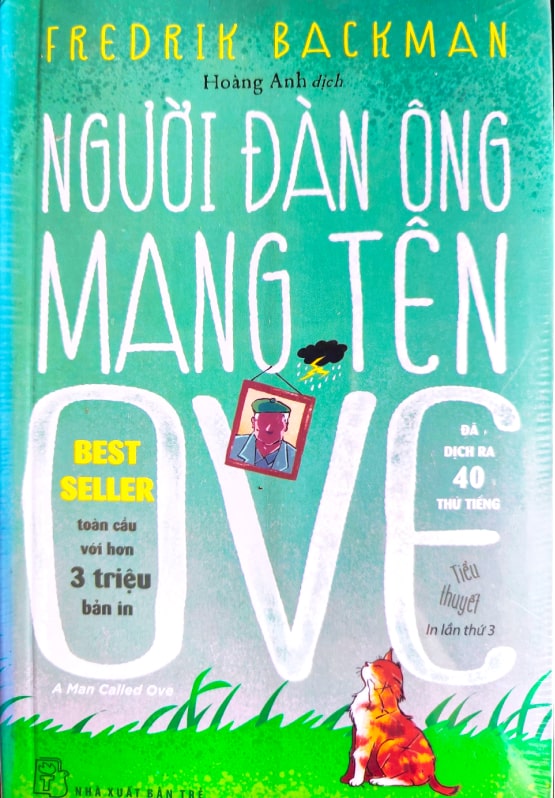 FREDRIK BACKMAN
Hoàng Anh dịch
NGƯỜI ĐÀN ÔNG
MANG TÊN
OVE
BEST
SELLER
toàn cầu
với hơn
3 triệu
bản in
ĐÃ
DỊCH RA
40
THỨ TIẾNG
Tiểu
thuyết
In lần thứ 3
A Man Called Ove
T
NHÀ XUẤT BẢN TRẺ